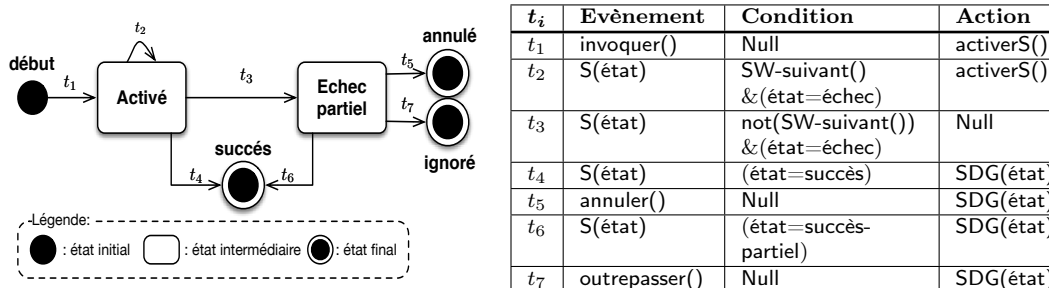 t2
annulé
début
t1
t3
t5
Activé
Echec
partiel
t7
succés
ignoré
t4
t6
Légende:
: état initial
: état intermédiaire
: état final
ti Evènement Condition Action
t1 invoquer() Null activerS()
t2 S(état) SW-suivant() activerS()
&(état=échec)
t3 S(état) not(SW-suivant()) Null
&(état=échec)
t4 S(état) (état=succès) SDG(état)
t5 annuler() Null SDG(état)
t6 S(état) (état=succès- SDG(état)
partiel)
t7 outrepasser() Null SDG(état)